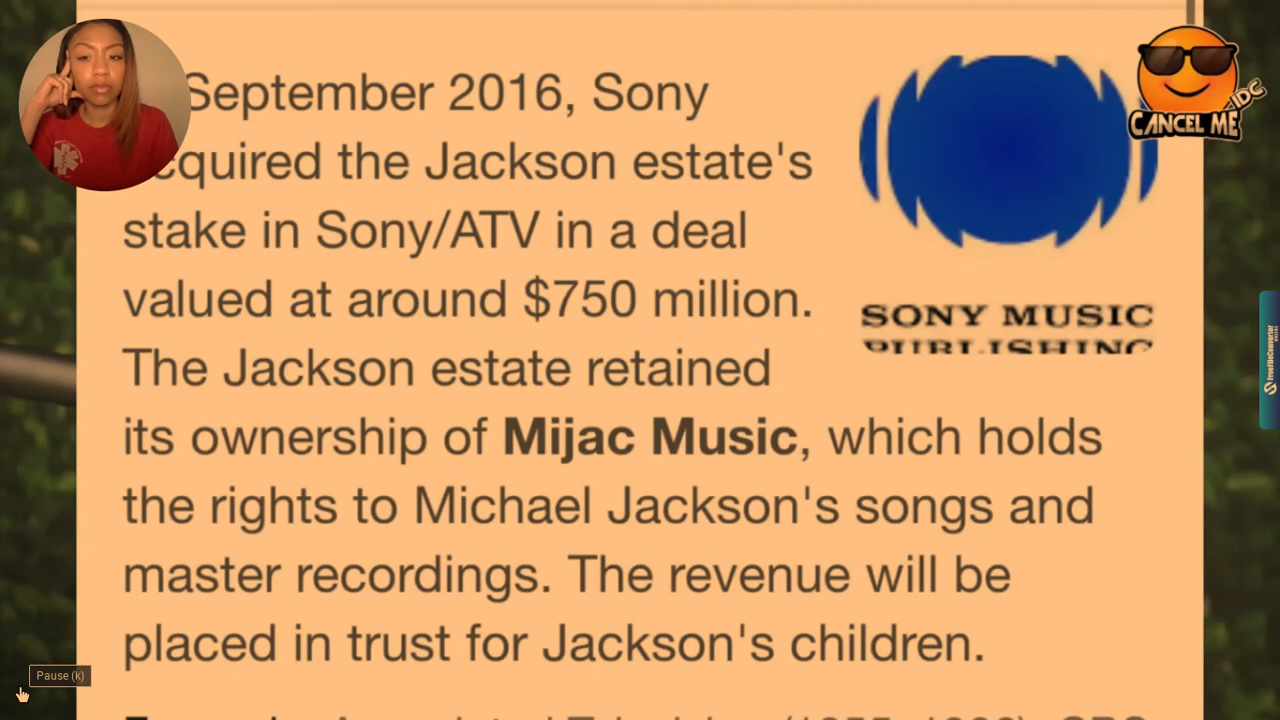 September 2016, Sony
cquired the Jackson estate's
stake in Sony/ATV in a deal
valued at around $750 million.
The Jackson estate retained
its ownership of Mijac Music, which holds
the rights to Michael Jackson's songs and
master recordings. The revenue will be
placed in trust for Jackson's children.
SONY MUSIC
PUBLISHING
IDC
CANCEL ME
Pause (k)